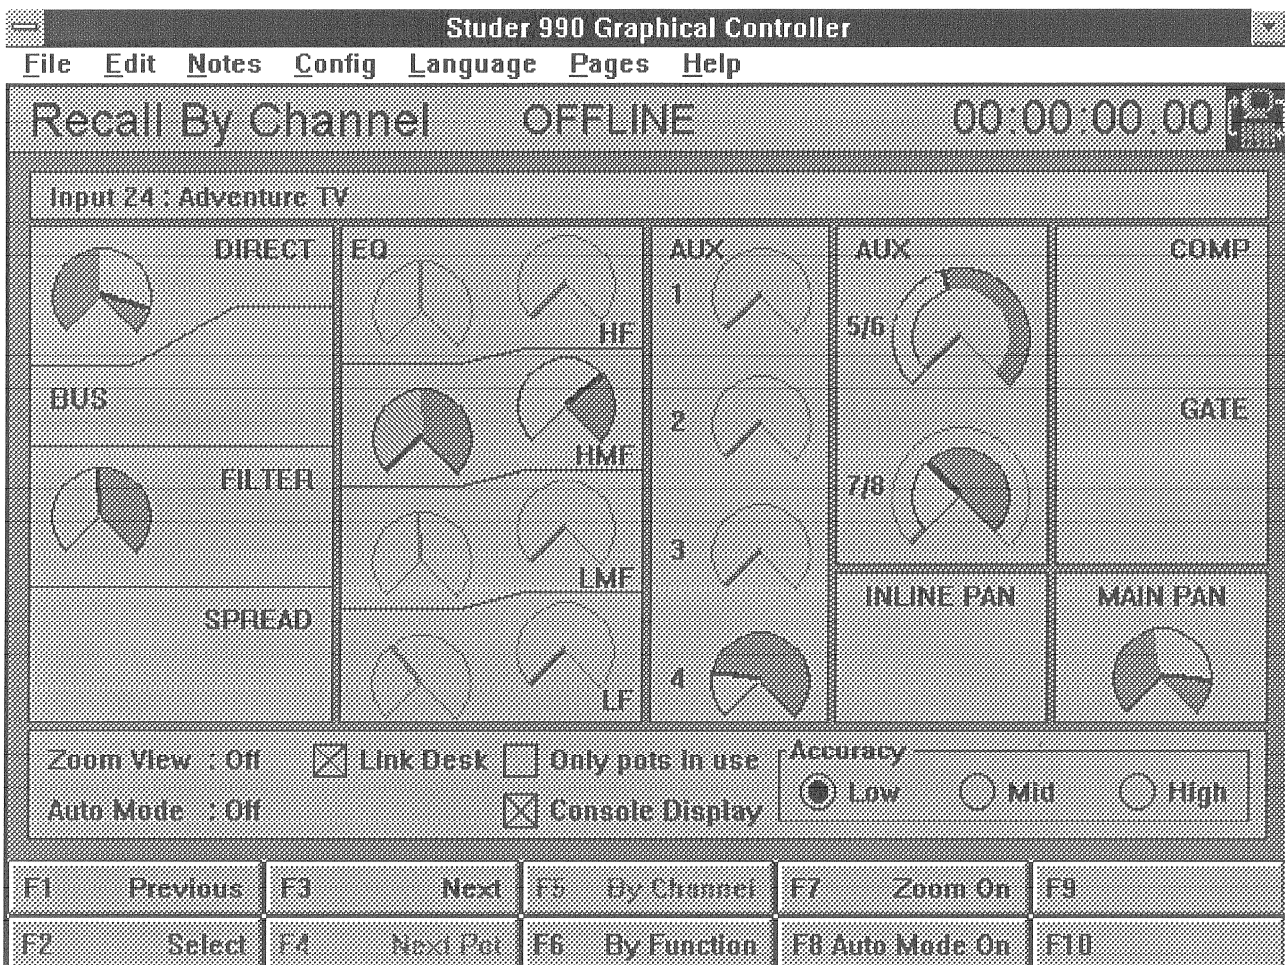 Studer 990 Graphical Controller
File Edit Notes Config Language Pages Help
Recall By Channel OFFLINE 00:00:00.00
Input 24 : Adventure TV
DIRECT
BUS
FILTER
SPREAD
EQ
HF
HMF
LMF
LF
AUX
1
2
3
4
AUX
5/6
7/8
COMP
GATE
INLINE PAN
MAIN PAN
Zoom View : Off
Auto Mode : Off
Link Desk
Only pots in use
Console Display
Accuracy
Low Mid High
F1 Previous F3 Next F5 By Channel F7 Zoom On F9
F2 Select F4 Next Pot F6 By Function F8 Auto Mode On F10